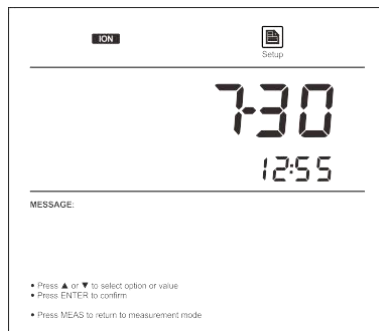 ION
Setup
7-30
12:55
MESSAGE:
• Press ▲ or ▼ to select option or value
• Press ENTER to confirm
• Press MEAS to return to measurement mode